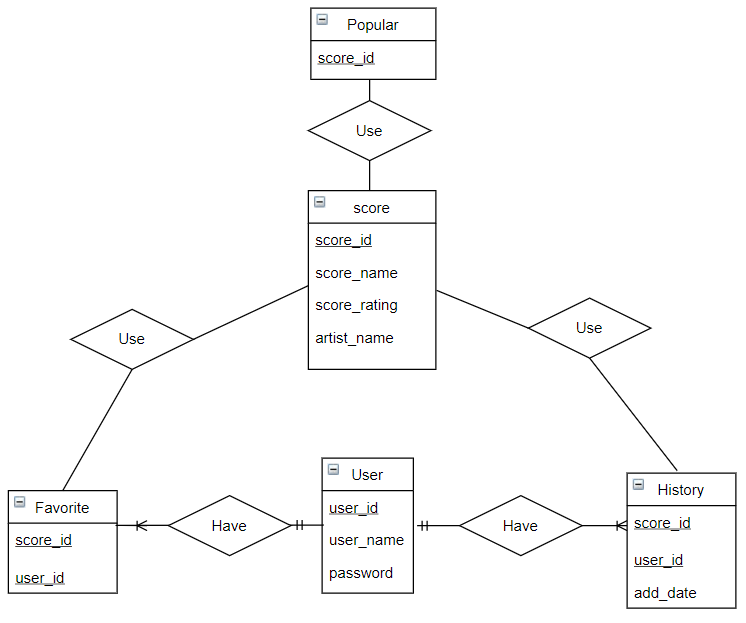 Popular
score_id
Use
score
score_id
score_name
score_rating
artist_name
Use
Use
User
user_id
user_name
password
Favorite
score_id
user_id
Have
Have
History
score_id
user_id
add_date